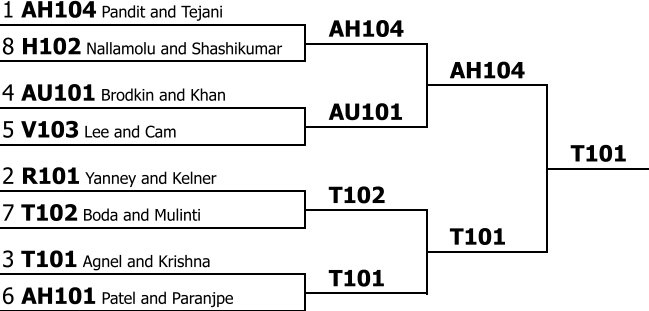 1 AH104 Pandit and Tejani
8 H102 Nallamolu and Shashikumar
4 AU101 Brodkin and Khan
5 V103 Lee and Cam
2 R101 Yanney and Kelner
7 T102 Boda and Mulinti
3 T101 Agnel and Krishna
6 AH101 Patel and Paranjpe
AH104
AU101
T102
T101
AH104
T101
T101